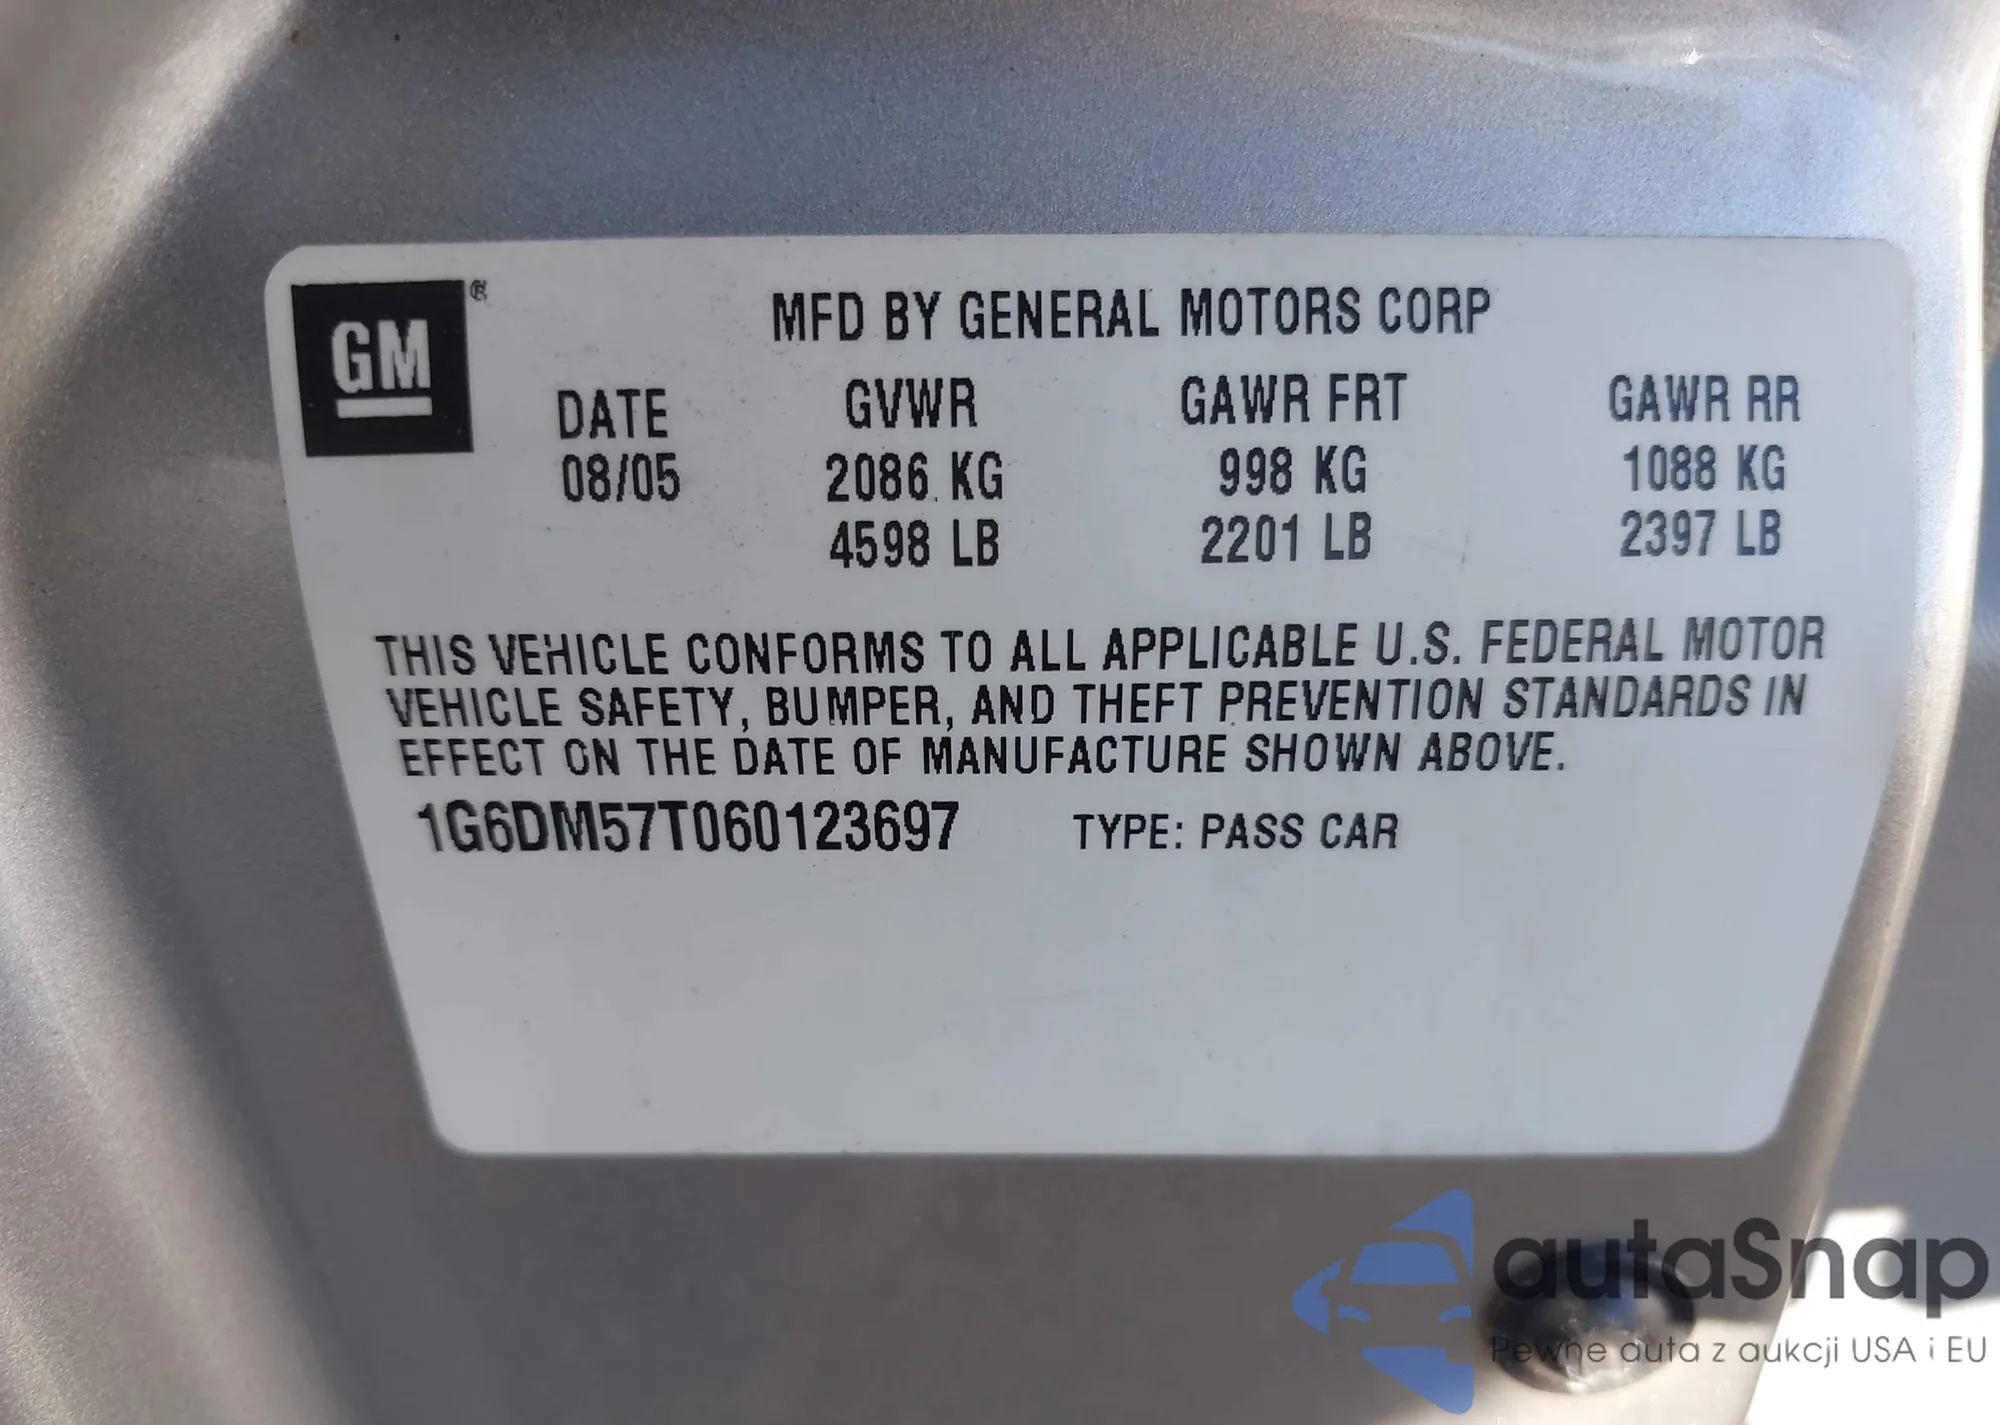 GM®
MFD BY GENERAL MOTORS CORP
DATE GVWR GAWR FRT GAWR RR
08/05 2086 KG 998 KG 1088 KG
4598 LB 2201 LB 2397 LB
THIS VEHICLE CONFORMS TO ALL APPLICABLE U.S. FEDERAL MOTOR
VEHICLE SAFETY, BUMPER, AND THEFT PREVENTION STANDARDS IN
EFFECT ON THE DATE OF MANUFACTURE SHOWN ABOVE.
1G6DM57T060123697 TYPE: PASS CAR
autaSnap
Pewne auta z aukcji USA i EU